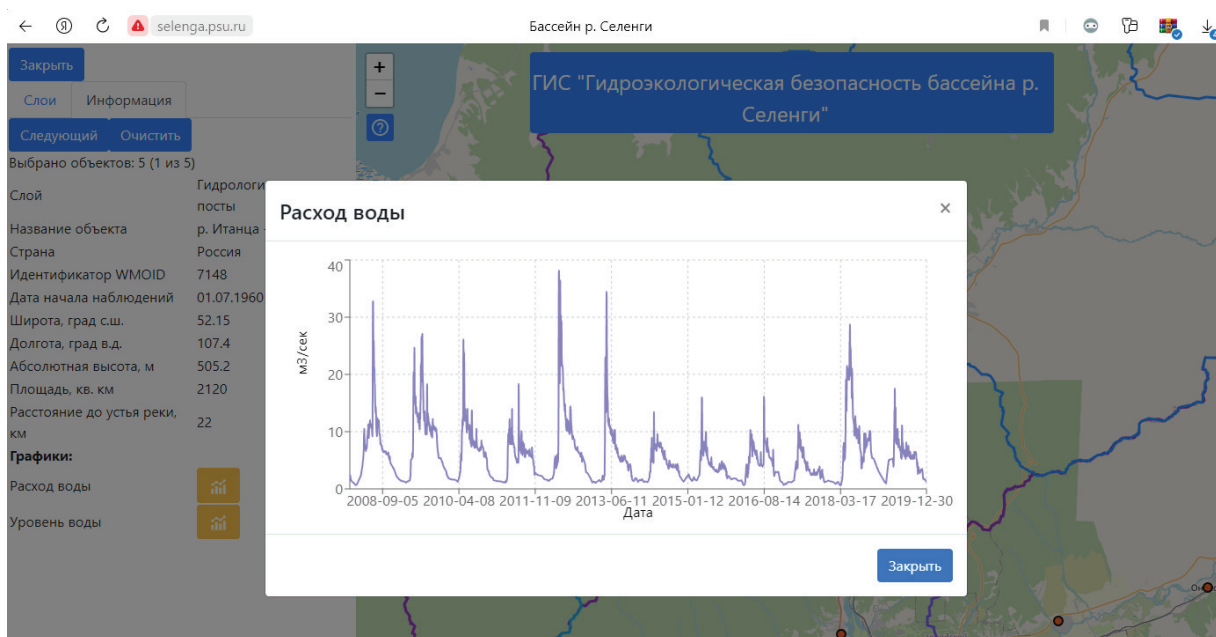 selenga.psu.ru
Бассейн р. Селенги
Закрыть
Слои Информация
Следующий Очистить
Выбрано объектов: 5 (1 из 5)
Слой
Гидрологи
посты
Название объекта р. Итанца
Страна Россия
Идентификатор WMOID 7148
Дата начала наблюдений 01.07.1960
Широта, град с.ш. 52.15
Долгота, град в.д. 107.4
Абсолютная высота, м 505.2
Площадь, кв. км 2120
Расстояние до устья реки,
км
22
Графики:
Расход воды
Уровень воды
+
−
?
ГИС "Гидроэкологическая безопасность бассейна р.
Селенги"
Расход воды ×
м3/сек
40
30
20
10
0
2008-09-05 2010-04-08 2011-11-09 2013-06-11 2015-01-12 2016-08-14 2018-03-17 2019-12-30
Дата
Закрыть